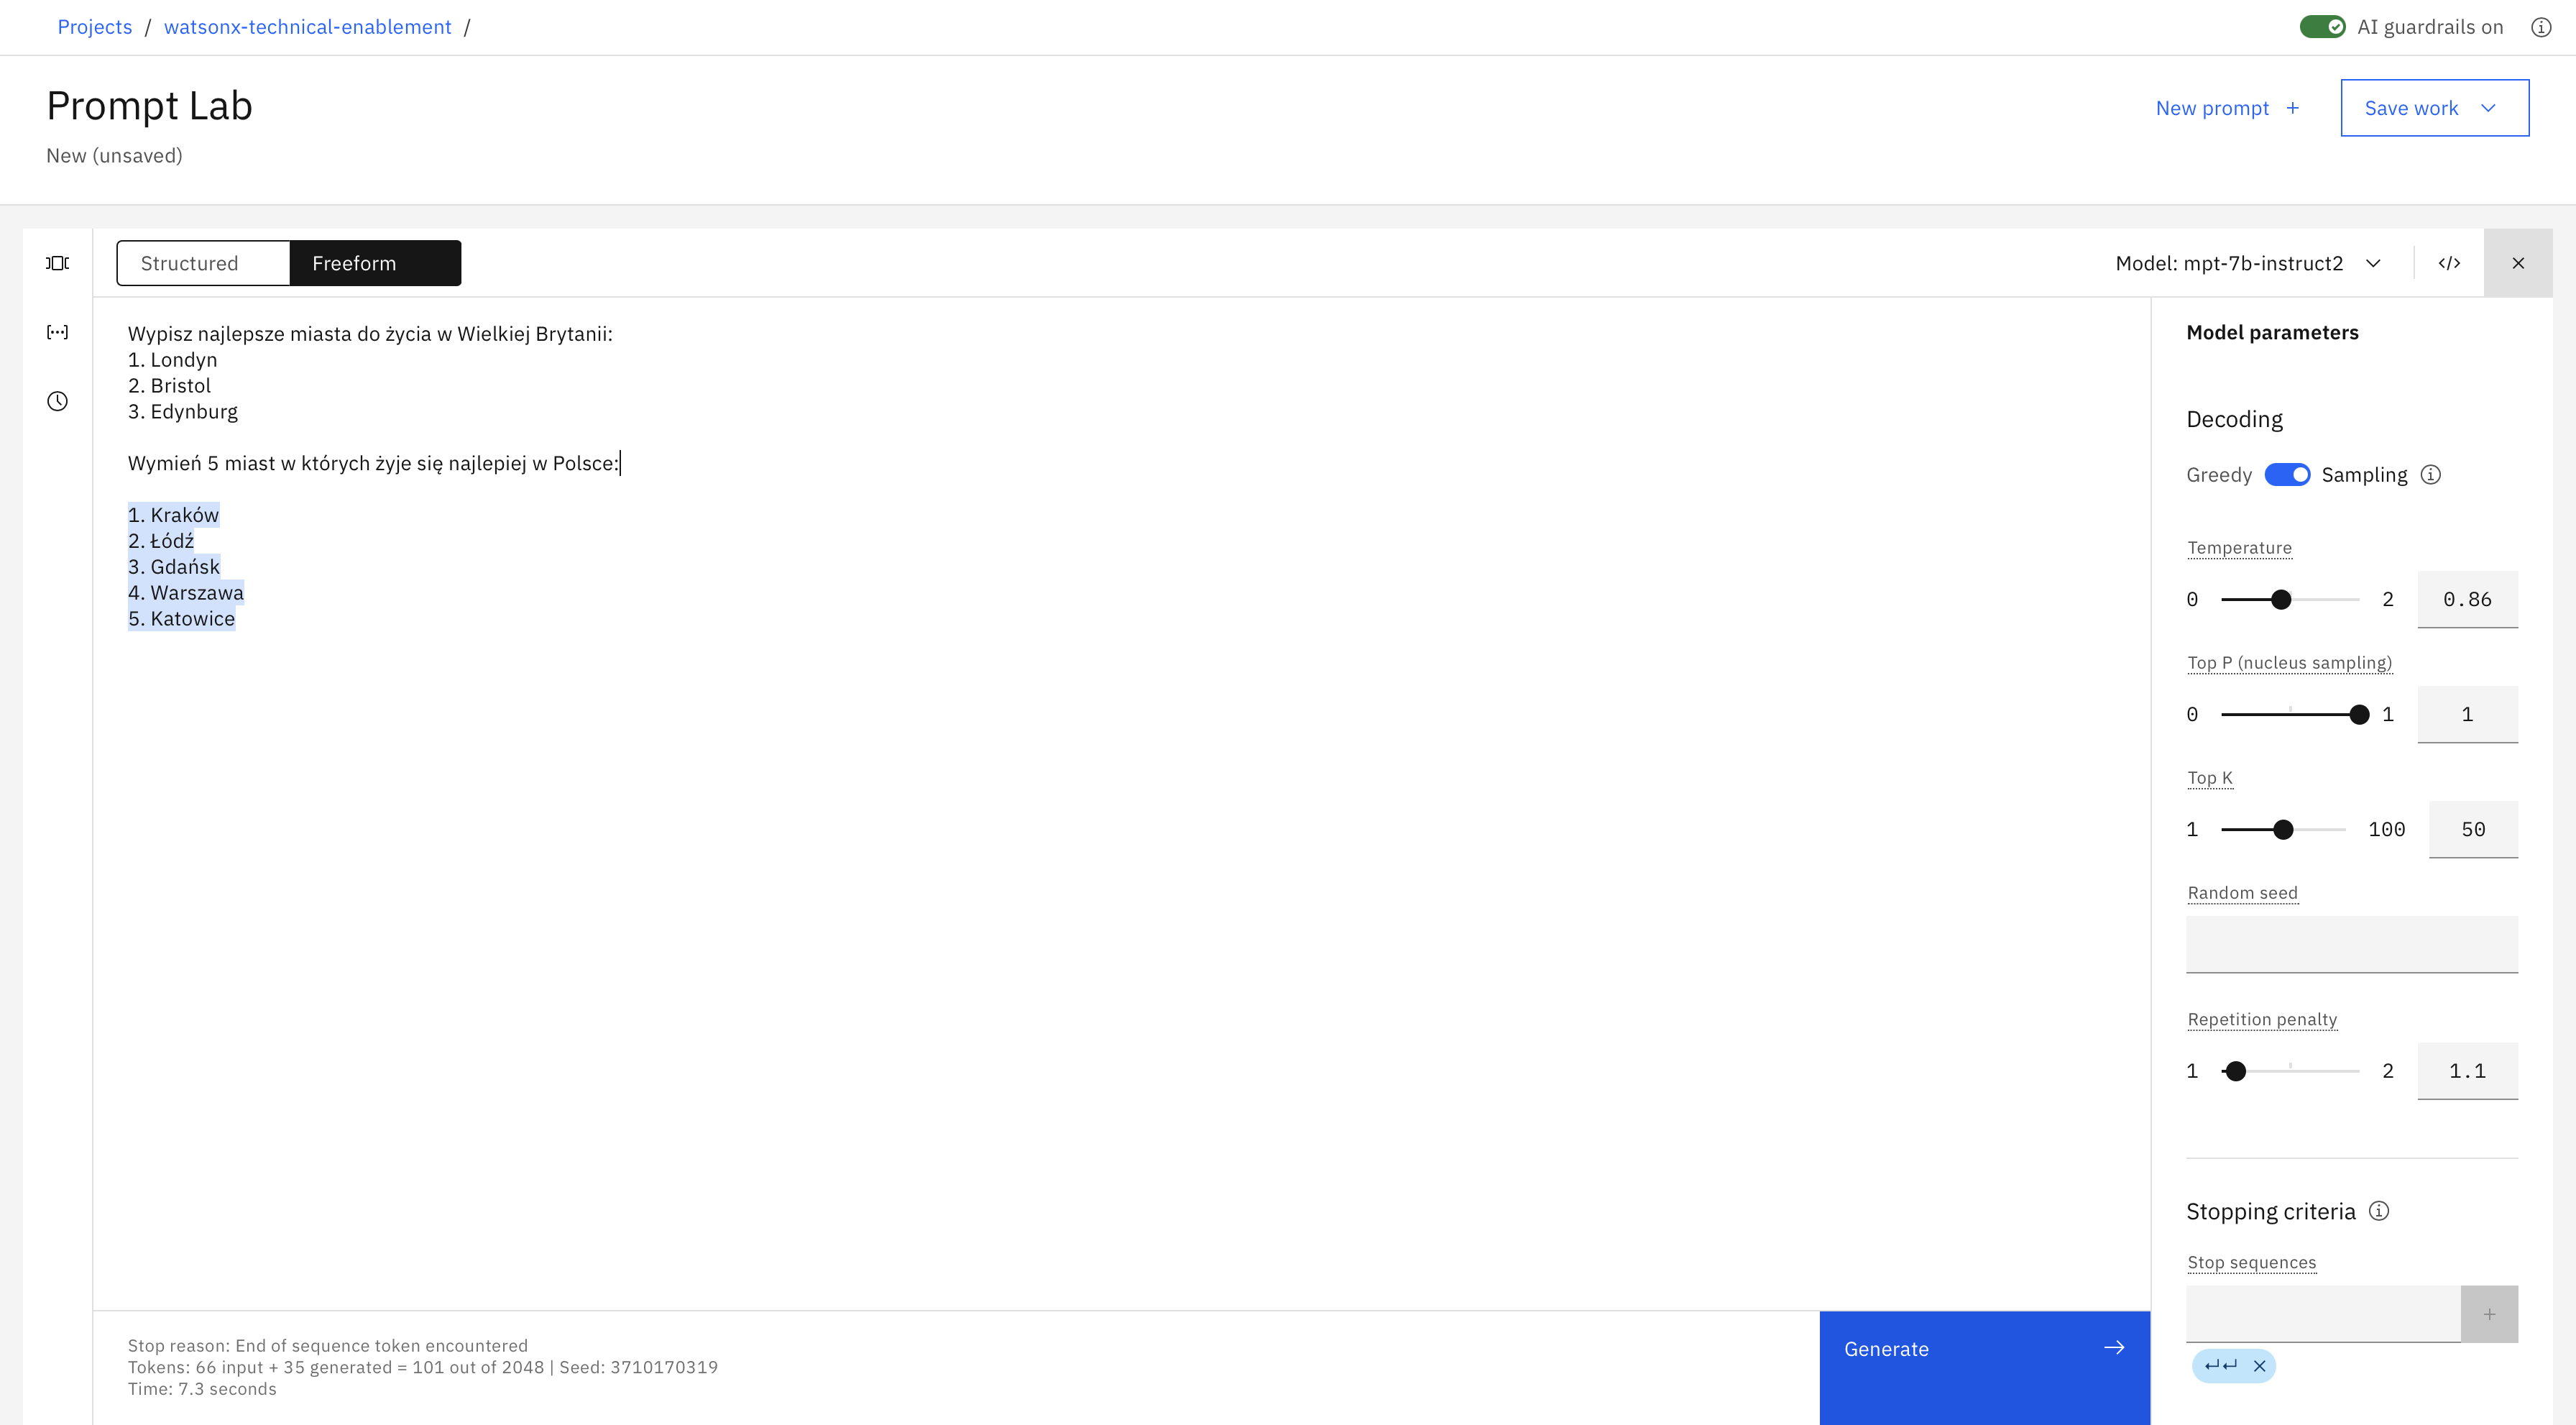 Projects / watsonx-technical-enablement /
AI guardrails on
Prompt Lab
New prompt +
Save work
New (unsaved)
Structured
Freeform
Model: mpt-7b-instruct2
</>
Wypisz najlepsze miasta do życia w Wielkiej Brytanii:
1. Londyn
2. Bristol
3. Edynburg
Wymień 5 miast w których żyje się najlepiej w Polsce:
1. Kraków
2. Łódź
3. Gdańsk
4. Warszawa
5. Katowice
Stop reason: End of sequence token encountered
Tokens: 66 input + 35 generated = 101 out of 2048 | Seed: 3710170319
Time: 7.3 seconds
Generate
Model parameters
Decoding
Greedy Sampling
Temperature
0 2 0.86
Top P (nucleus sampling)
0 1 1
Top K
1 100 50
Random seed
Repetition penalty
1 2 1.1
Stopping criteria
Stop sequences
+
↵↵